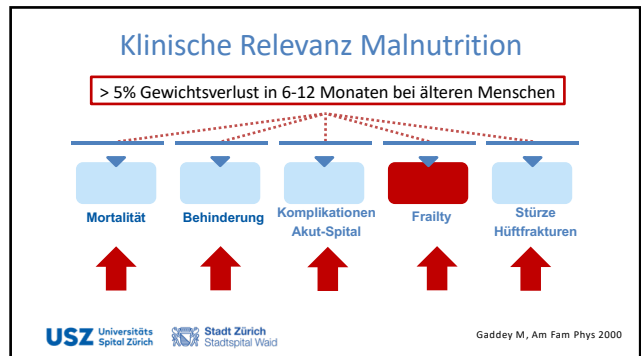 Klinische Relevanz Malnutrition
> 5% Gewichtsverlust in 6-12 Monaten bei älteren Menschen
Mortalität
Behinderung
Komplikationen
Akut-Spital
Frailty
Stürze
Hüftfrakturen
USZ Universitäts
Spital Zürich
Stadt Zürich
Stadtspital Waid
Gaddey M, Am Fam Phys 2000